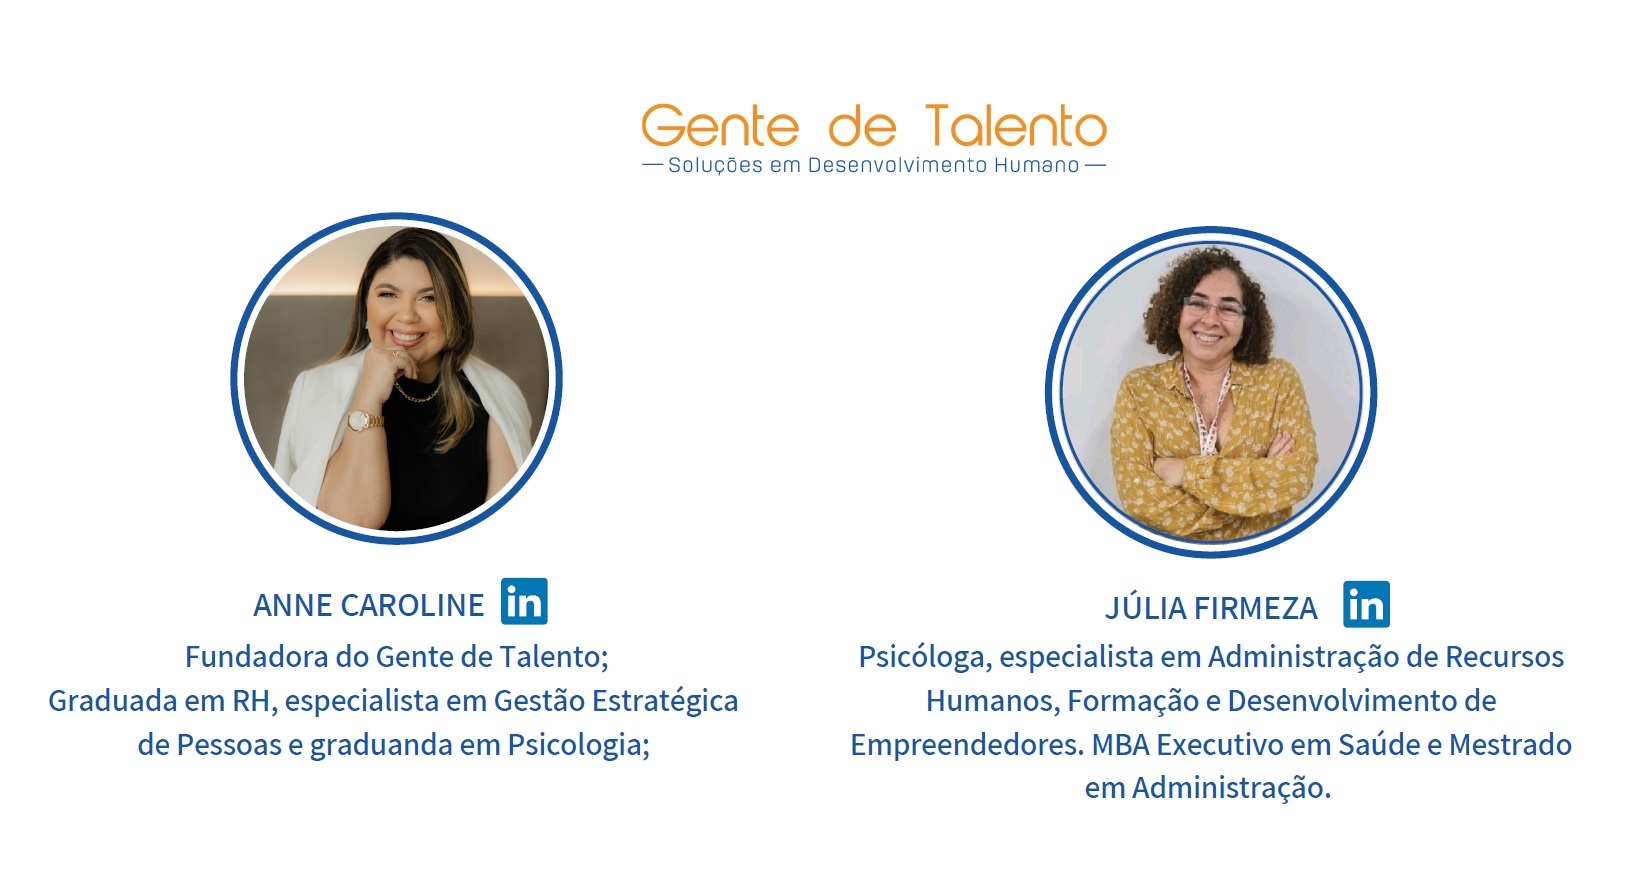 Gente de Talento
Soluções em Desenvolvimento Humano
ANNE CAROLINE in
Fundadora do Gente de Talento;
Graduada em RH, especialista em Gestão Estratégica
de Pessoas e graduanda em Psicologia;
JÚLIA FIRMEZA in
Psicóloga, especialista em Administração de Recursos
Humanos, Formação e Desenvolvimento de
Empreendedores. MBA Executivo em Saúde e Mestrado
em Administração.